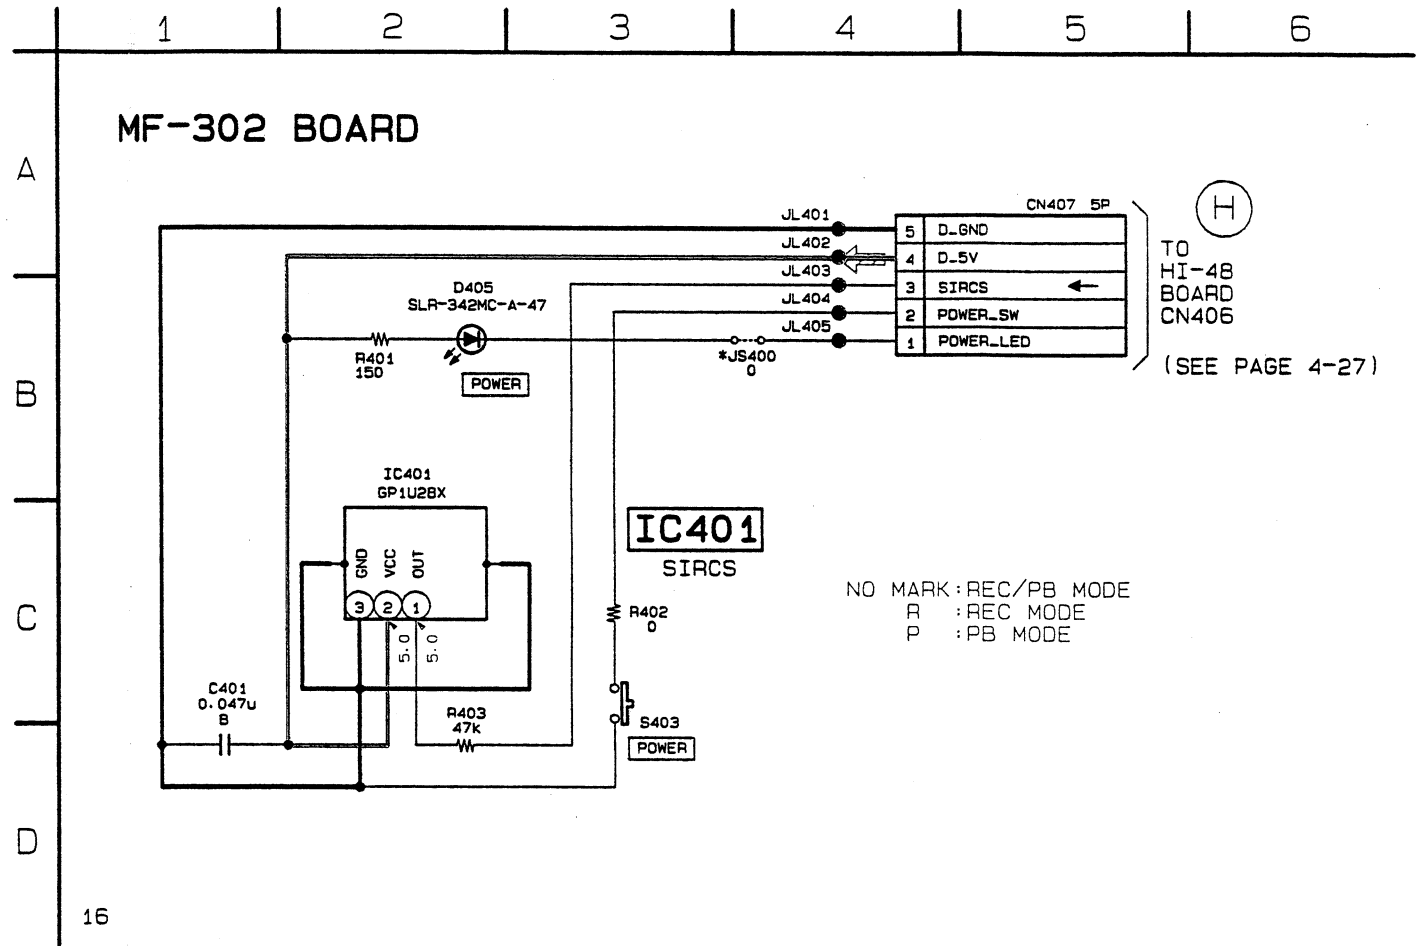 1 2 3 4 5 6
MF-302 BOARD
A
B
C
D
CN407 5P
H
JL401
JL402
JL403
JL404
JL405
5 D_GND
4 D_5V
3 SIRCS
2 POWER_SW
1 POWER_LED
TO
HI-48
BOARD
CN406
(SEE PAGE 4-27)
D405
SLR-342MC-A-47
R401
150
POWER
*JS400
0
IC401
GP1U28X
GND VCC OUT
3 2 1
5.0 5.0
IC401
SIRCS
R402
0
NO MARK:REC/PB MODE
R :REC MODE
P :PB MODE
C401
0.047u
B
R403
47K
S403
POWER
16